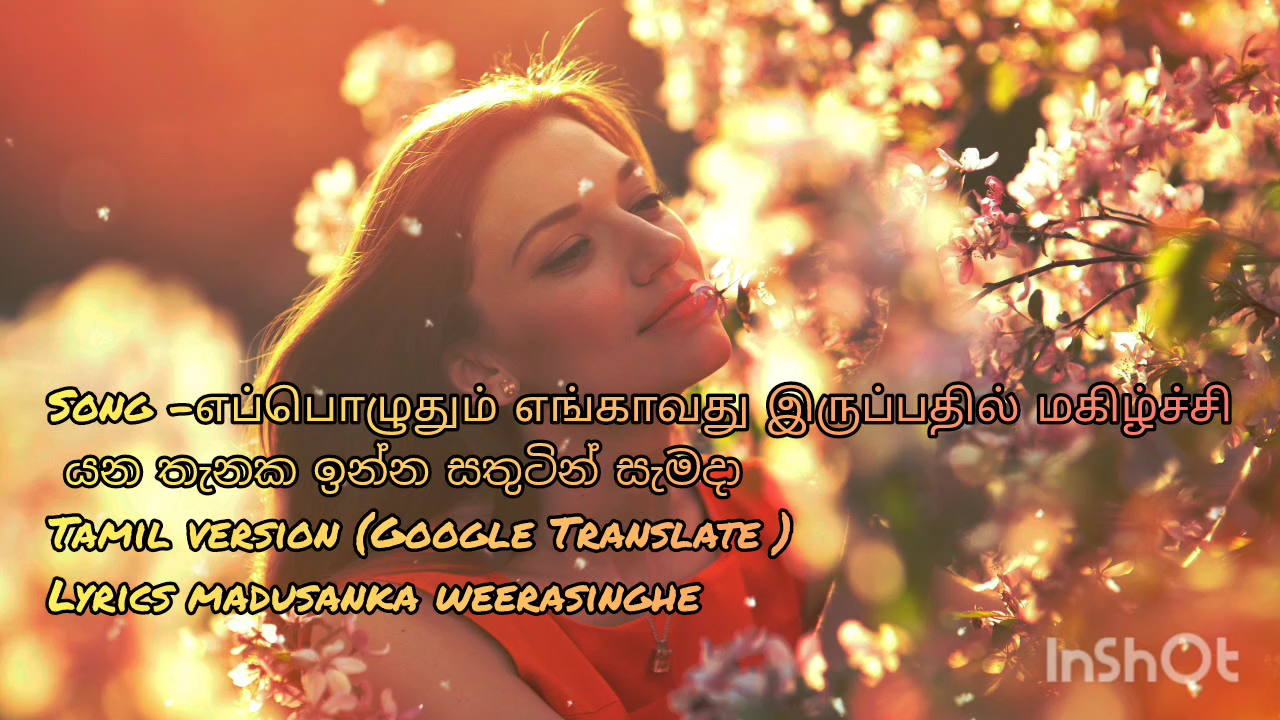 Song -எப்பொழுதும் எங்காவது இருப்பதில் மகிழ்ச்சி
යන තැනක ඉන්න සතුටින් සැමදා
Tamil version (Google Translate )
Lyrics madusanka weerasinghe
InShOt